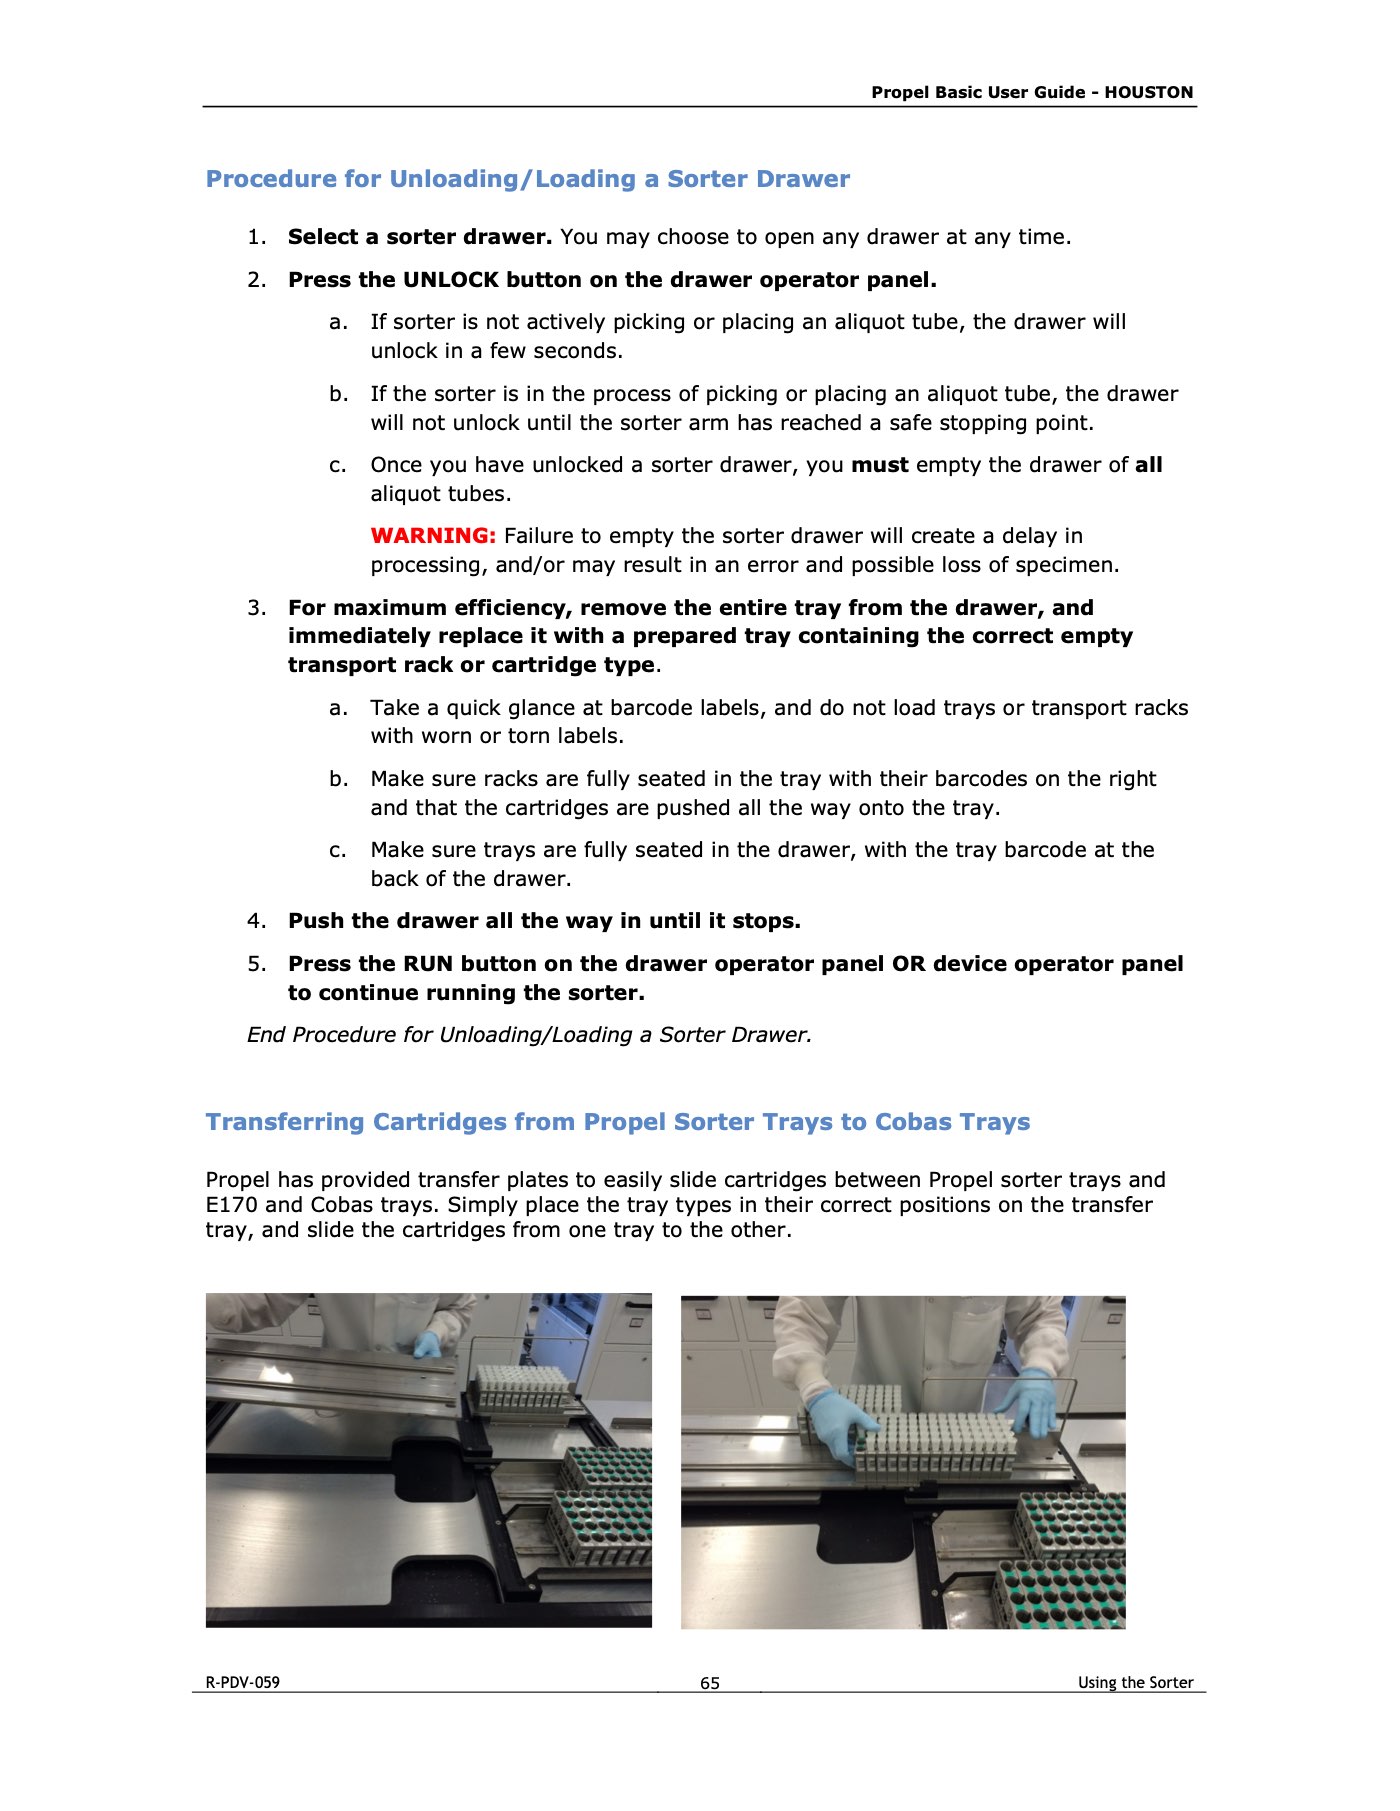 Propel Basic User Guide - HOUSTON
Procedure for Unloading/Loading a Sorter Drawer
1. Select a sorter drawer. You may choose to open any drawer at any time.
2. Press the UNLOCK button on the drawer operator panel.
a. If sorter is not actively picking or placing an aliquot tube, the drawer will
unlock in a few seconds.
b. If the sorter is in the process of picking or placing an aliquot tube, the drawer
will not unlock until the sorter arm has reached a safe stopping point.
c. Once you have unlocked a sorter drawer, you must empty the drawer of all
aliquot tubes.
WARNING: Failure to empty the sorter drawer will create a delay in
processing, and/or may result in an error and possible loss of specimen.
3. For maximum efficiency, remove the entire tray from the drawer, and
immediately replace it with a prepared tray containing the correct empty
transport rack or cartridge type.
a. Take a quick glance at barcode labels, and do not load trays or transport racks
with worn or torn labels.
b. Make sure racks are fully seated in the tray with their barcodes on the right
and that the cartridges are pushed all the way onto the tray.
c. Make sure trays are fully seated in the drawer, with the tray barcode at the
back of the drawer.
4. Push the drawer all the way in until it stops.
5. Press the RUN button on the drawer operator panel OR device operator panel
to continue running the sorter.
End Procedure for Unloading/Loading a Sorter Drawer.
Transferring Cartridges from Propel Sorter Trays to Cobas Trays
Propel has provided transfer plates to easily slide cartridges between Propel sorter trays and
E170 and Cobas trays. Simply place the tray types in their correct positions on the transfer
tray, and slide the cartridges from one tray to the other.
R-PDV-059
65
Using the Sorter